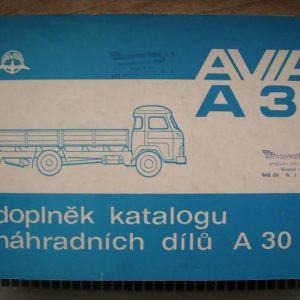 AVIA
A 3
doplněk katalogu
náhradních dílů A 30